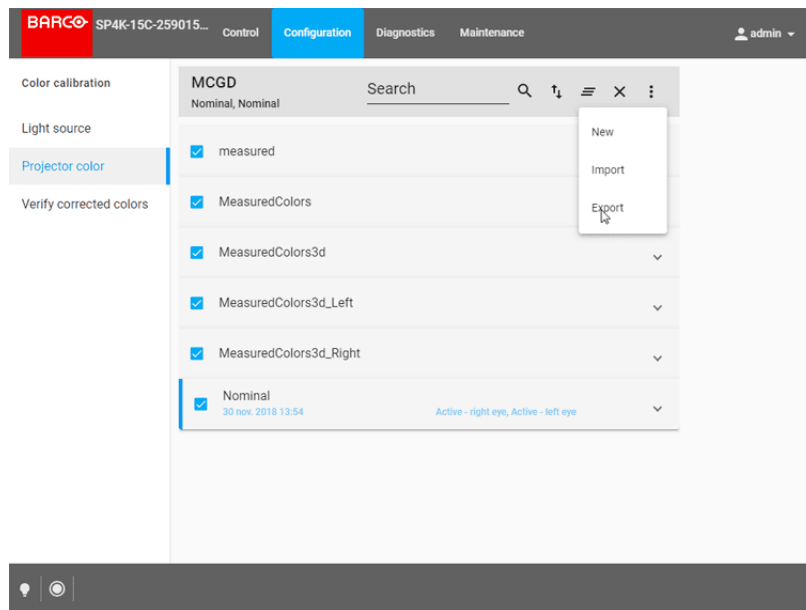 BARCO SP4K-15C-259015... Control Configuration Diagnostics Maintenance admin
Color calibration
Light source
Projector color
Verify corrected colors
MCGD
Nominal, Nominal
Search
New
Import
Export
measured
MeasuredColors
MeasuredColors3d
MeasuredColors3d_Left
MeasuredColors3d_Right
Nominal
30 nov. 2018 13:54 Active - right eye, Active - left eye